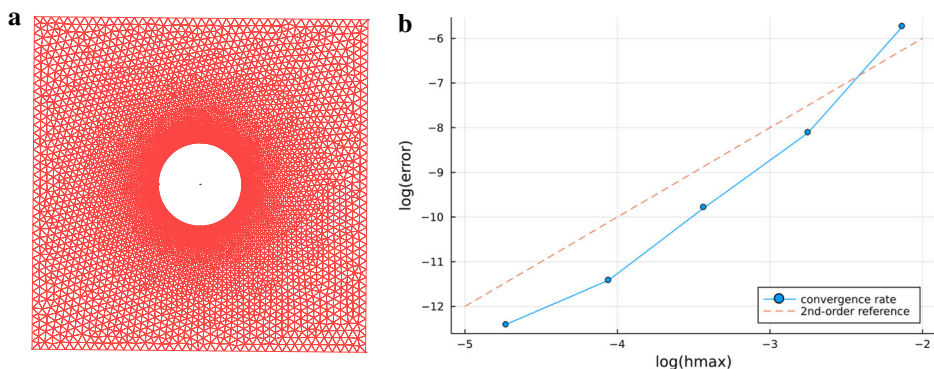 a
b
−6
−7
−8
−9
−10
−11
−12
log(error)
−5
−4
−3
−2
log(hmax)
convergence rate
2nd-order reference